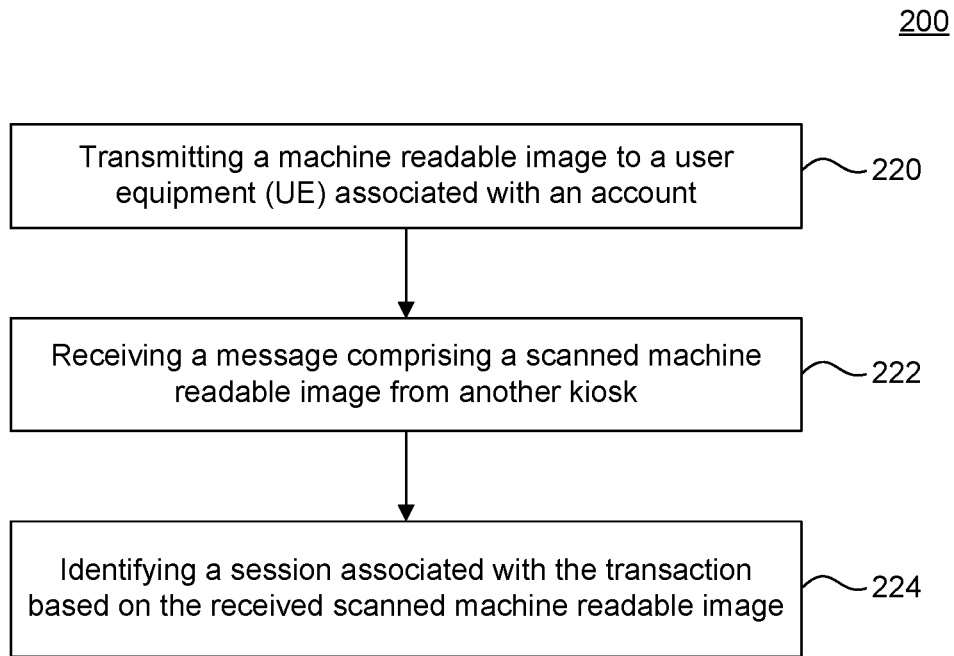 200
Transmitting a machine readable image to a user
equipment (UE) associated with an account
220
Receiving a message comprising a scanned machine
readable image from another kiosk
222
Identifying a session associated with the transaction
based on the received scanned machine readable image
224